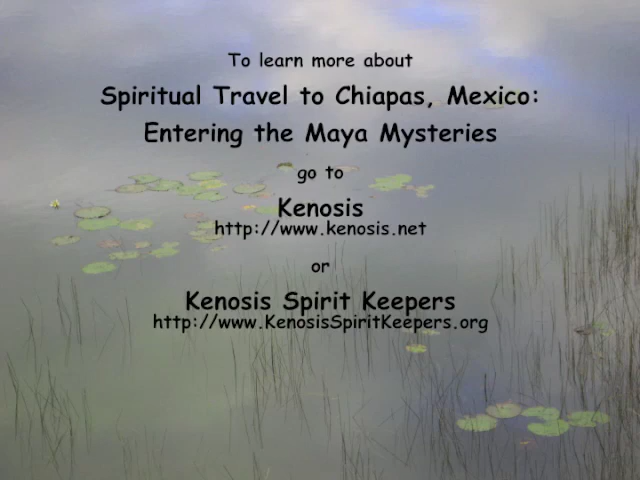 To learn more about
Spiritual Travel to Chiapas, Mexico:
Entering the Maya Mysteries
go to
Kenosis
http://www.kenosis.net
or
Kenosis Spirit Keepers
http://www.KenosisSpiritKeepers.org